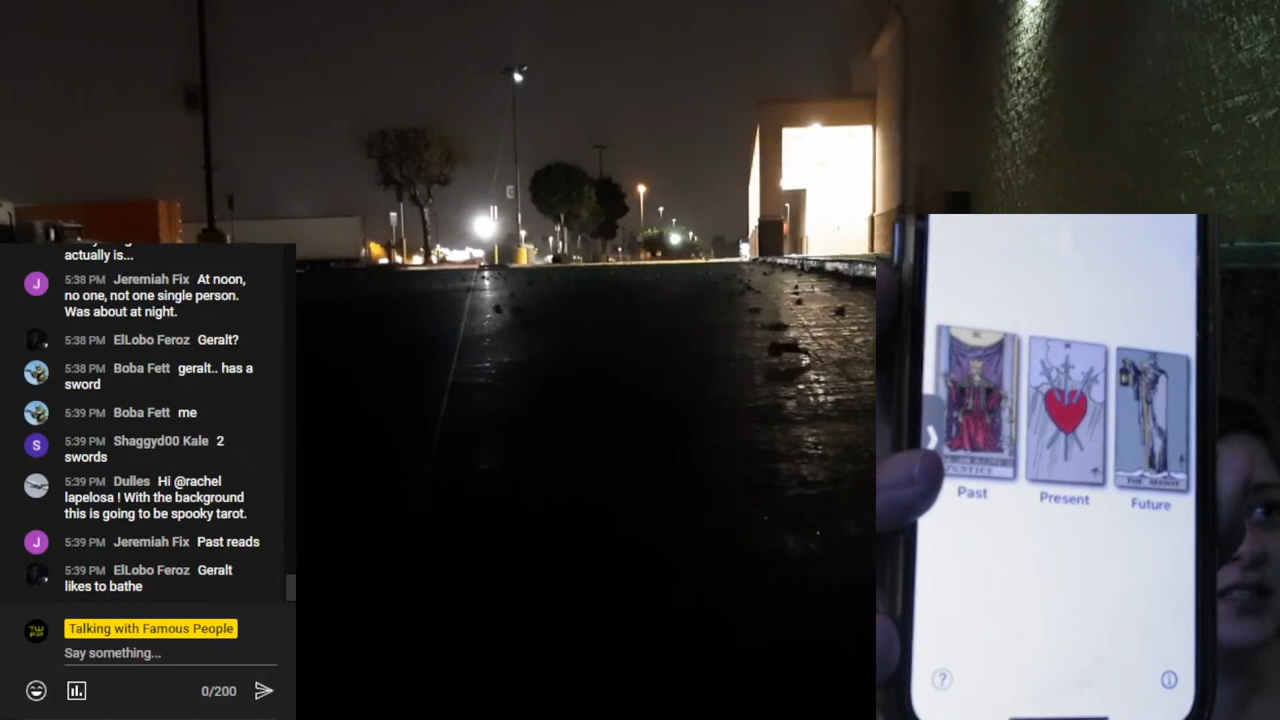 actually is...
J
5:38 PM Jeremiah Fix At noon,
no one, not one single person.
Was about at night.
5:38 PM ElLobo Feroz Geralt?
5:38 PM Boba Fett geralt.. has a
sword
5:39 PM Boba Fett me
S
5:39 PM Shaggyd00 Kale 2
swords
5:39 PM Dulles Hi @rachel
lapelosa ! With the background
this is going to be spooky tarot.
J
5:39 PM Jeremiah Fix Past reads
5:39 PM ElLobo Feroz Geralt
likes to bathe
TW
FP
Talking with Famous People
Say something...
0/200
JUSTICE
THE HERMIT
Past
Present
Future
?
i